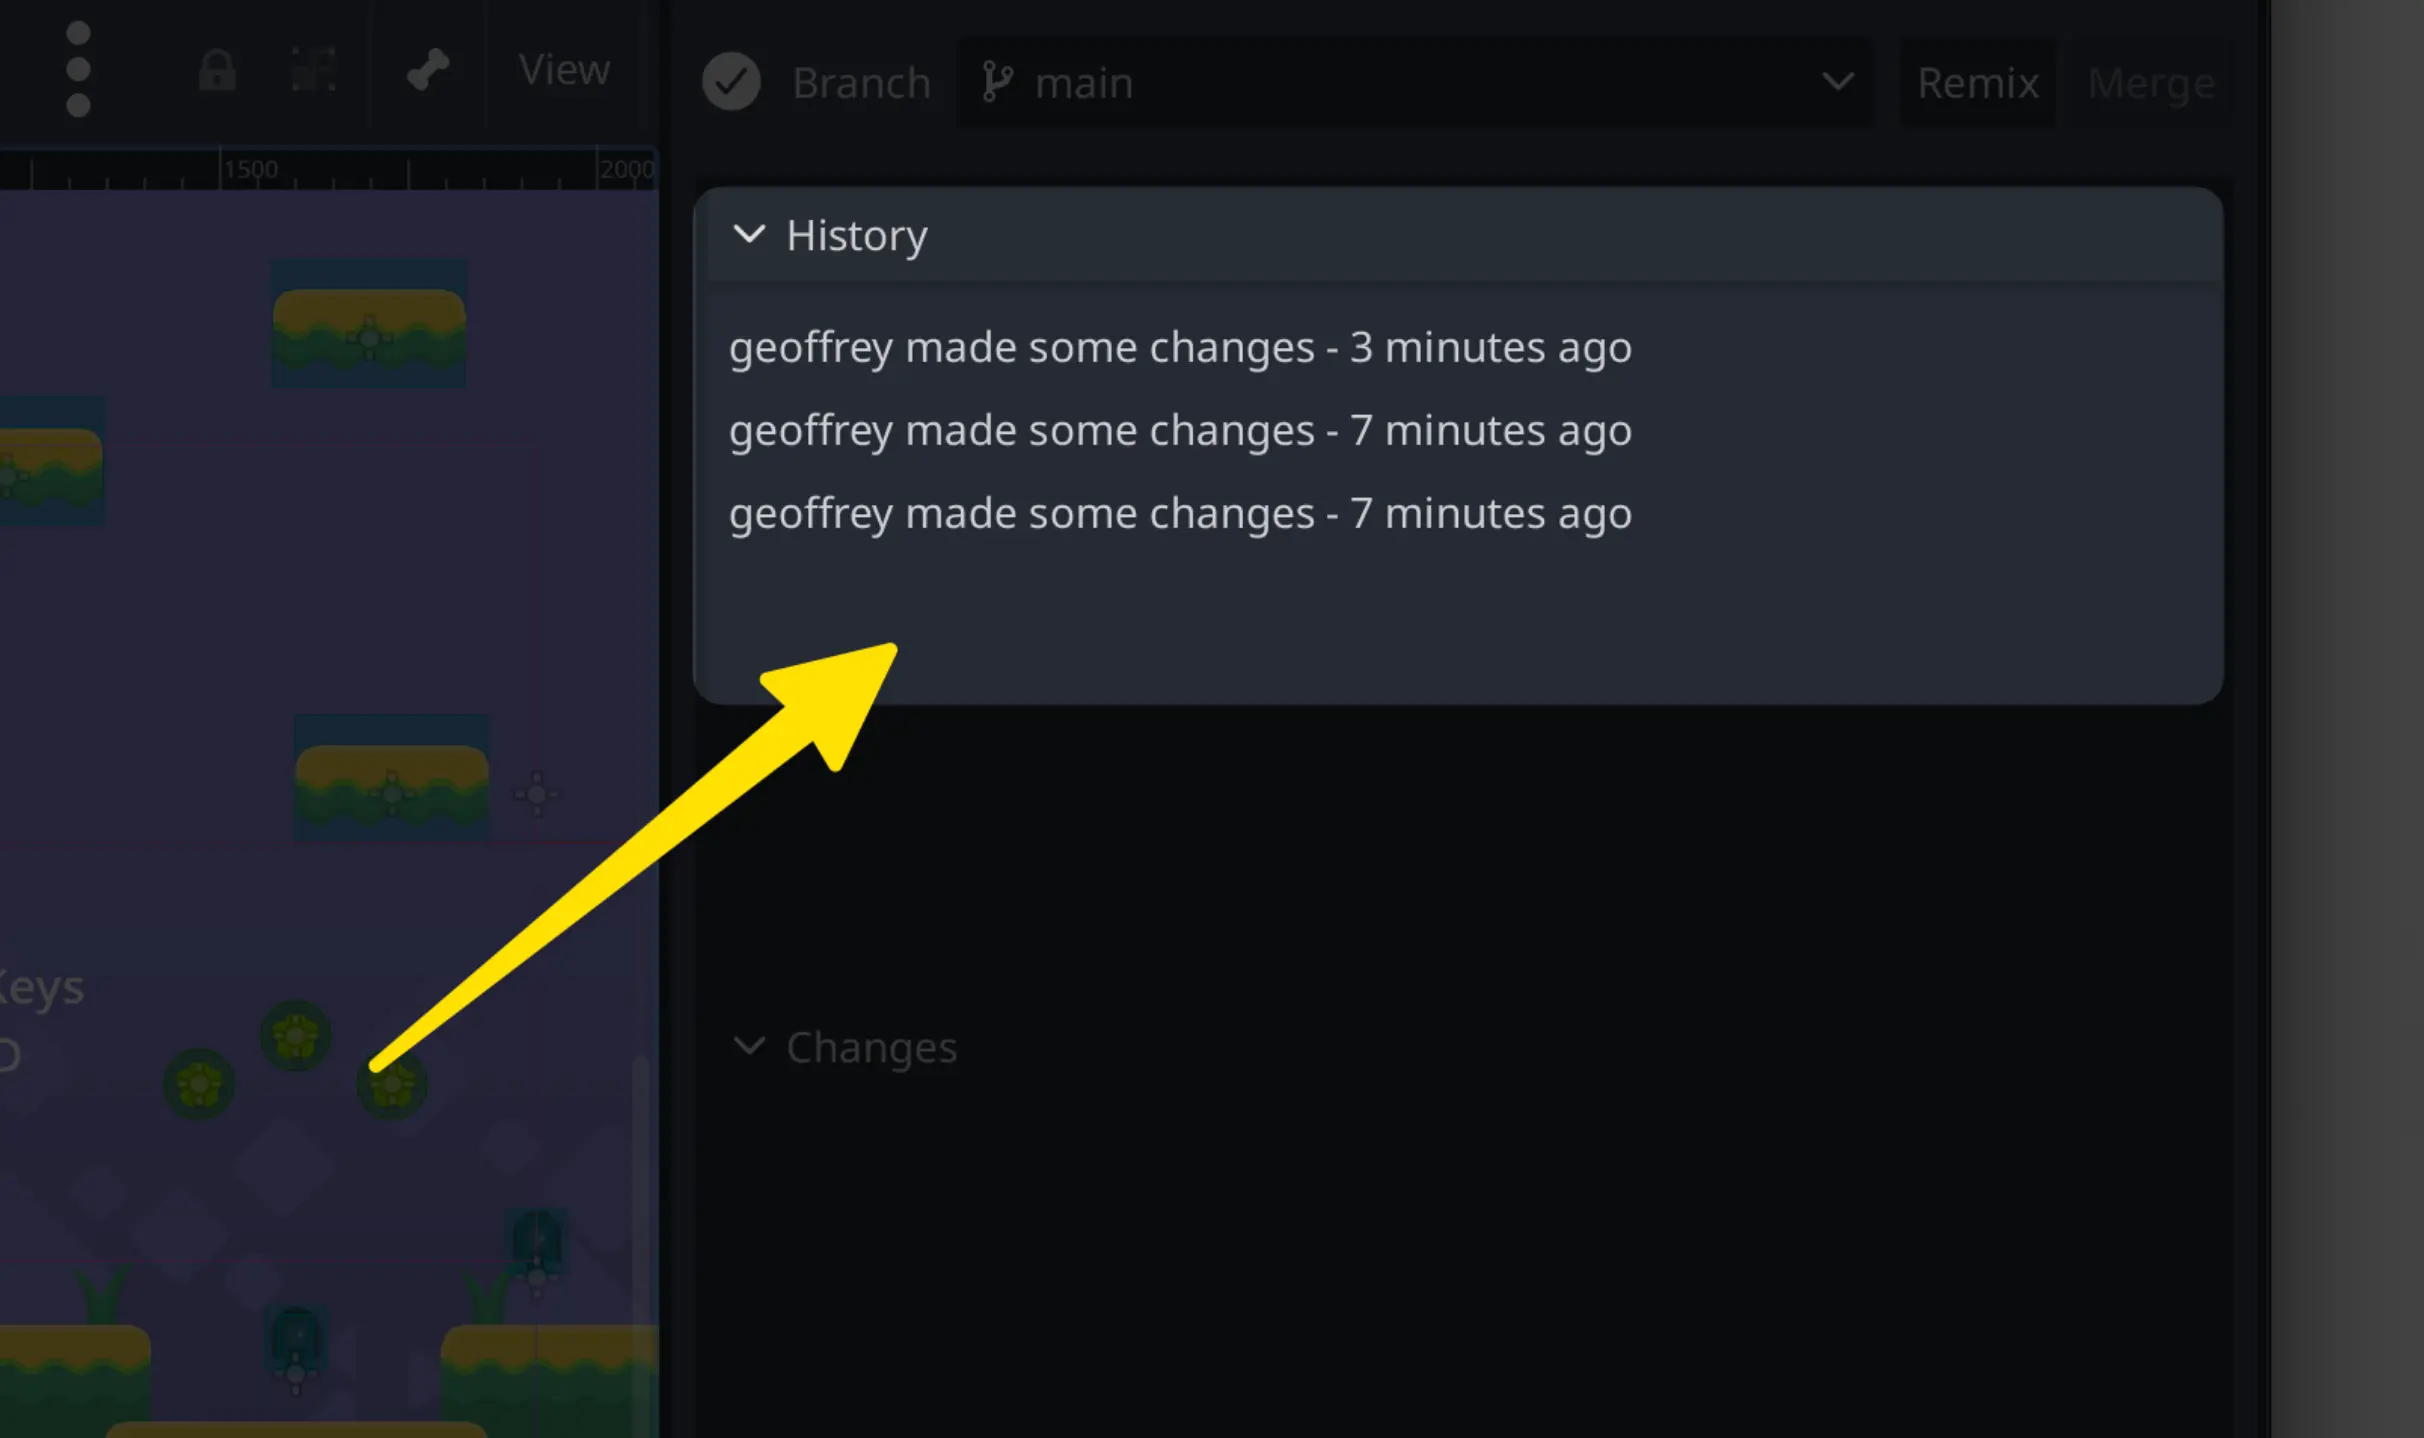 View
Branch
main
Remix
Merge
1500
2000
History
geoffrey made some changes - 3 minutes ago
geoffrey made some changes - 7 minutes ago
geoffrey made some changes - 7 minutes ago
Keys
D
Changes